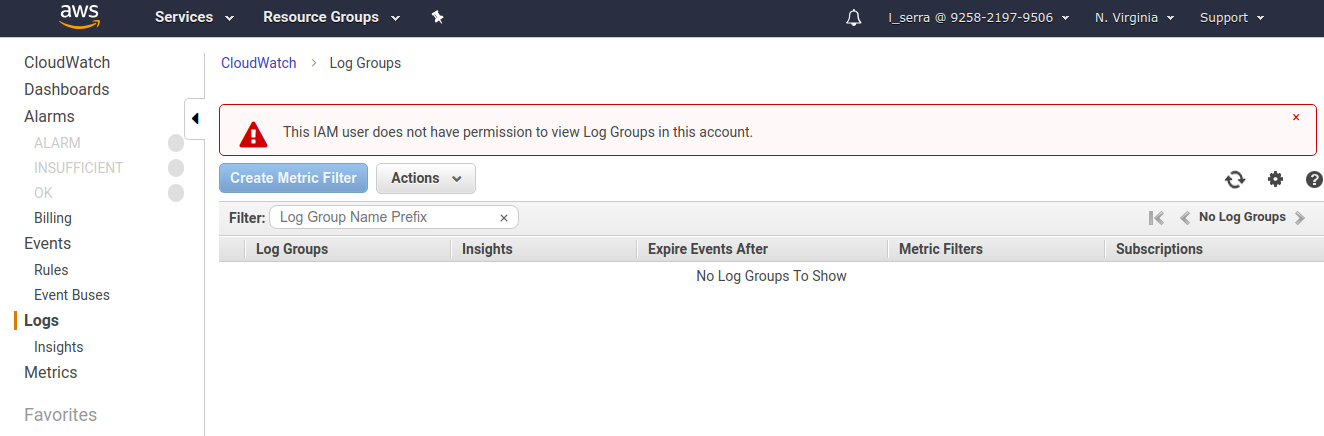 aws Services Resource Groups l_serra @ 9258-2197-9506 N. Virginia Support
CloudWatch
Dashboards
Alarms
ALARM
INSUFFICIENT
OK
Billing
Events
Rules
Event Buses
Logs
Insights
Metrics
Favorites
CloudWatch > Log Groups
This IAM user does not have permission to view Log Groups in this account. ×
Create Metric Filter Actions
Filter: Log Group Name Prefix × No Log Groups
Log Groups Insights Expire Events After Metric Filters Subscriptions
No Log Groups To Show